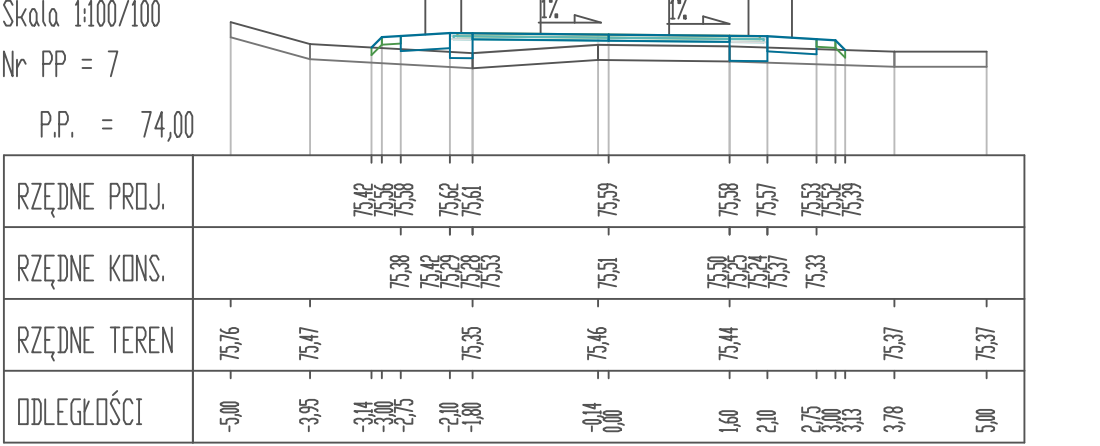 Skala 1:100/100
1%
1%
Nr PP = 7
P.P. = 74,00
RZĘDNE PROJ. 75,42 75,56 75,58 75,62 75,61 75,59 75,58 75,57 75,53 75,52 75,39
RZĘDNE KONS. 75,38 75,42 75,29 75,28 75,53 75,51 75,50 75,25 75,24 75,37 75,33
RZĘDNE TEREN 75,76 75,47 75,35 75,46 75,44 75,37 75,37
ODLEGŁOŚCI -5,00 -3,95 -3,14 -3,00 -2,75 -2,10 -1,80 -0,14 0,00 1,60 2,10 2,75 3,00 3,13 3,78 5,00